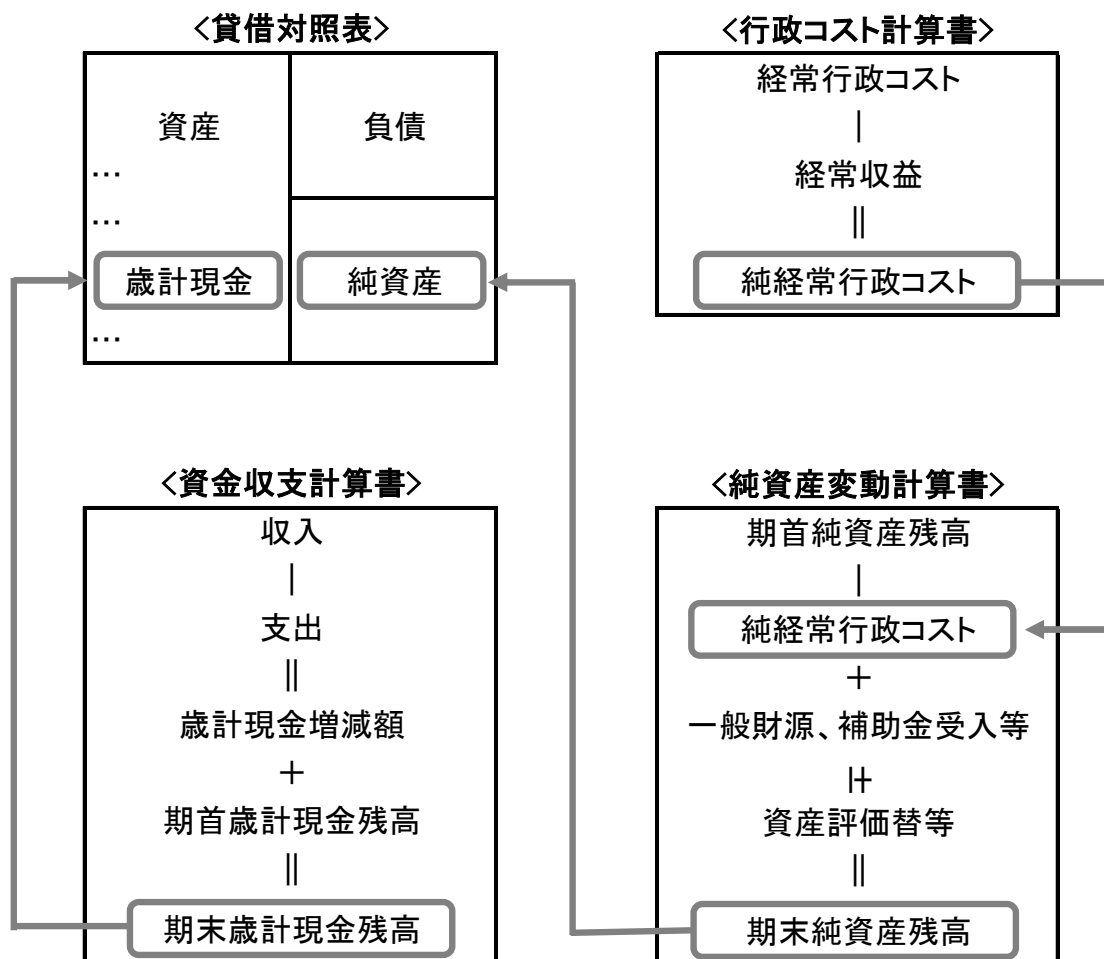 <貸借対照表>
資産
負債
…
…
歳計現金
純資産
…
<行政コスト計算書>
経常行政コスト
|
経常収益
||
純経常行政コスト
<資金収支計算書>
収入
|
支出
||
歳計現金増減額
＋
期首歳計現金残高
||
期末歳計現金残高
<純資産変動計算書>
期首純資産残高
|
純経常行政コスト
＋
一般財源、補助金受入等
|+
資産評価替等
||
期末純資産残高